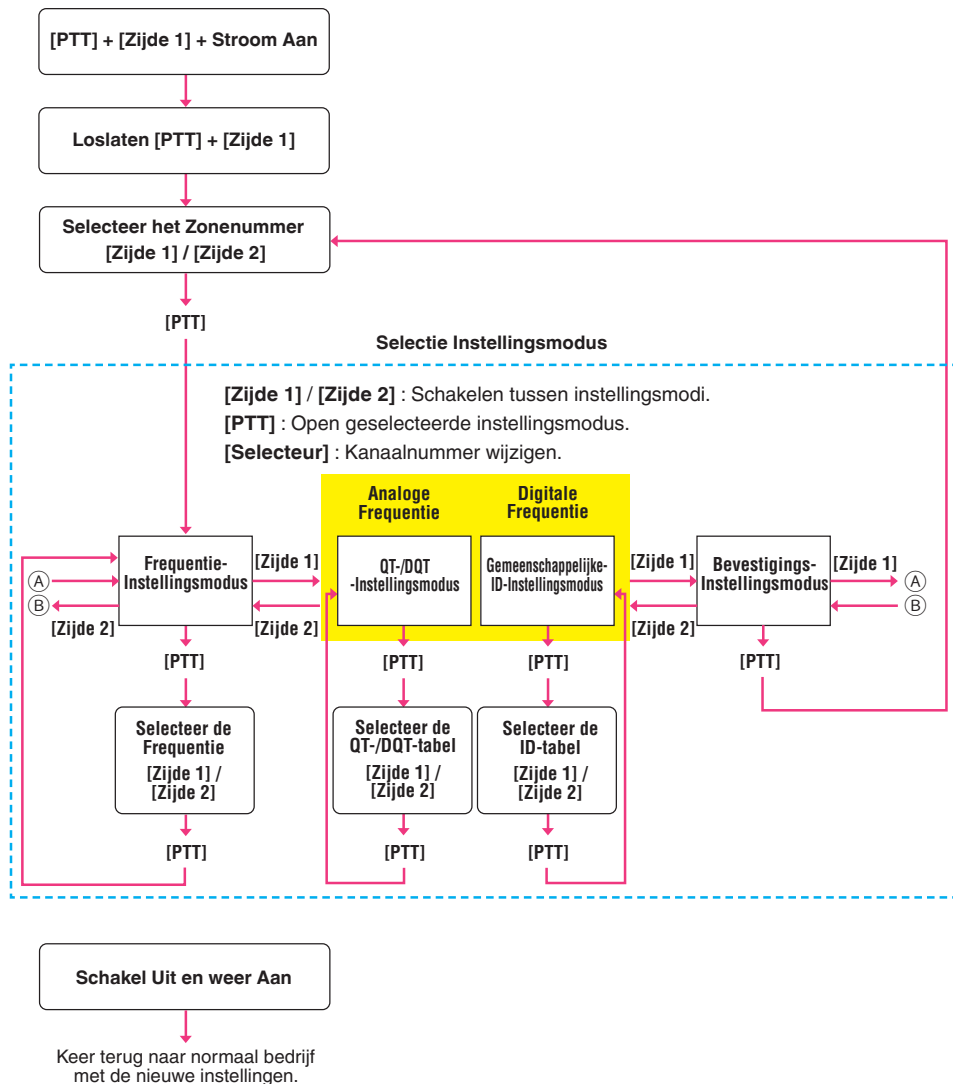 [PTT] + [Zijde 1] + Stroom Aan
Loslaten [PTT] + [Zijde 1]
Selecteer het Zonenummer
[Zijde 1] / [Zijde 2]
[PTT]
Selectie Instellingsmodus
[Zijde 1] / [Zijde 2] : Schakelen tussen instellingsmodi.
[PTT] : Open geselecteerde instellingsmodus.
[Selecteur] : Kanaalnummer wijzigen.
Analoge
Frequentie
Digitale
Frequentie
A
B
[Zijde 2]
Frequentie-
Instellingsmodus
[Zijde 1]
[Zijde 2]
QT-/DQT
-Instellingsmodus
Gemeenschappelijke-
ID-Instellingsmodus
[Zijde 1]
[Zijde 2]
Bevestigings-
Instellingsmodus
[Zijde 1]
A
B
[PTT]
[PTT]
[PTT]
[PTT]
Selecteer de
Frequentie
[Zijde 1] /
[Zijde 2]
Selecteer de
QT-/DQT-tabel
[Zijde 1] /
[Zijde 2]
Selecteer de
ID-tabel
[Zijde 1] /
[Zijde 2]
[PTT]
[PTT]
[PTT]
Schakel Uit en weer Aan
Keer terug naar normaal bedrijf
met de nieuwe instellingen.